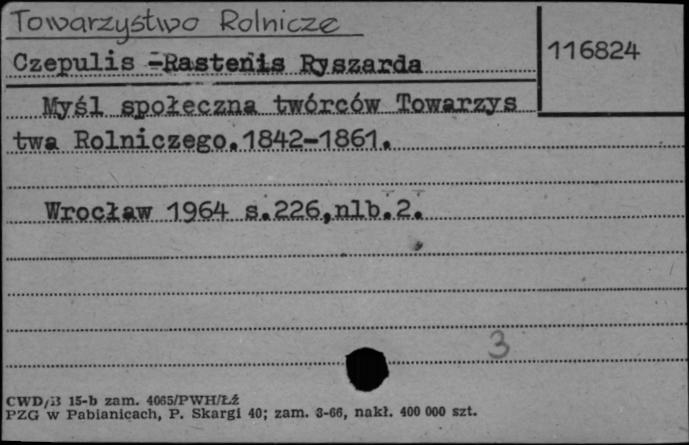 Towarzystwo Rolnicze
116824
Czepulis -Rastenis Ryszarda
Myśl społeczna twórców Towarzys
twa Rolniczego.1842-1861.
Wrocław 1964 s.226,nlb.2.
3
CWD/B 15-b zam. 4065/PWH/Łź
PZG w Pabianicach, P. Skargi 40; zam. 3-66, nakł. 400 000 szt.